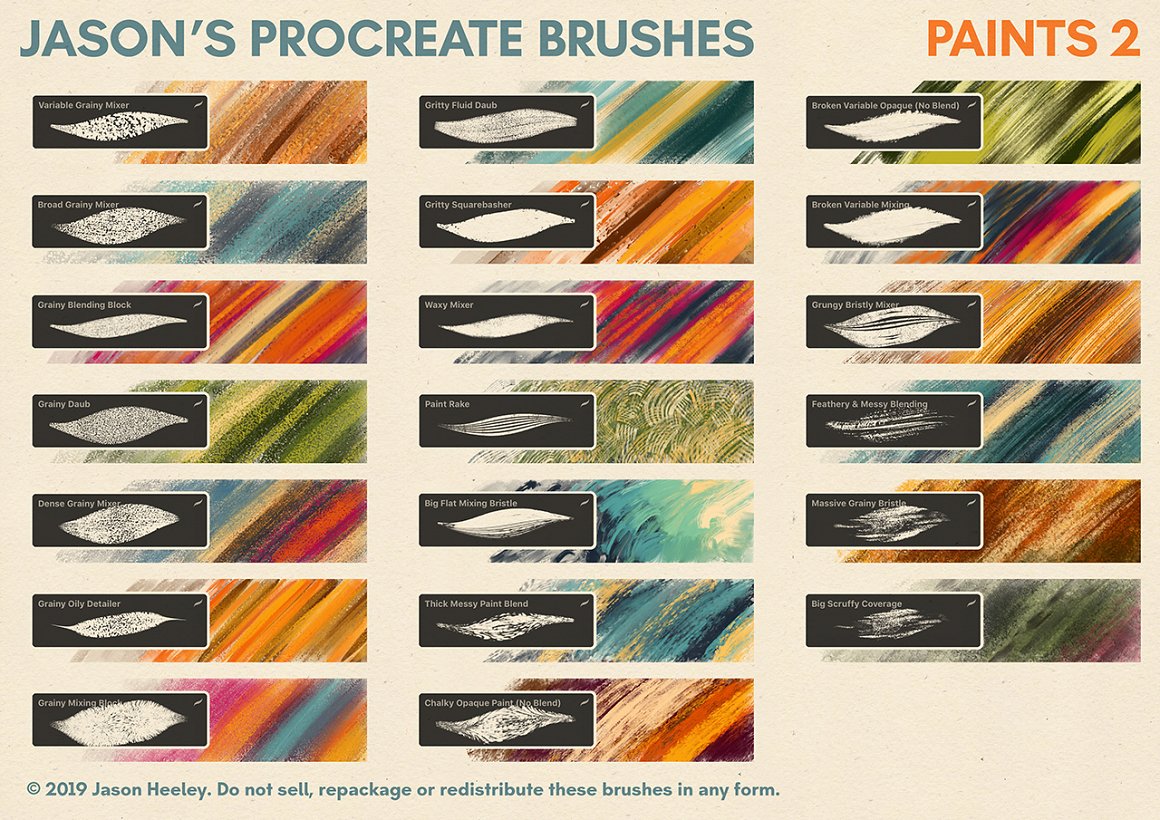 JASON'S PROCREATE BRUSHES
PAINTS 2
Variable Grainy Mixer
Broad Grainy Mixer
Grainy Blending Block
Grainy Daub
Dense Grainy Mixer
Grainy Oily Detailer
Grainy Mixing Block
Gritty Fluid Daub
Gritty Squarebasher
Waxy Mixer
Paint Rake
Big Flat Mixing Bristle
Thick Messy Paint Blend
Chalky Opaque Paint (No Blend)
Broken Variable Opaque (No Blend)
Broken Variable Mixing
Grungy Bristly Mixer
Feathery & Messy Blending
Massive Grainy Bristle
Big Scruffy Coverage
© 2019 Jason Heeley. Do not sell, repackage or redistribute these brushes in any form.